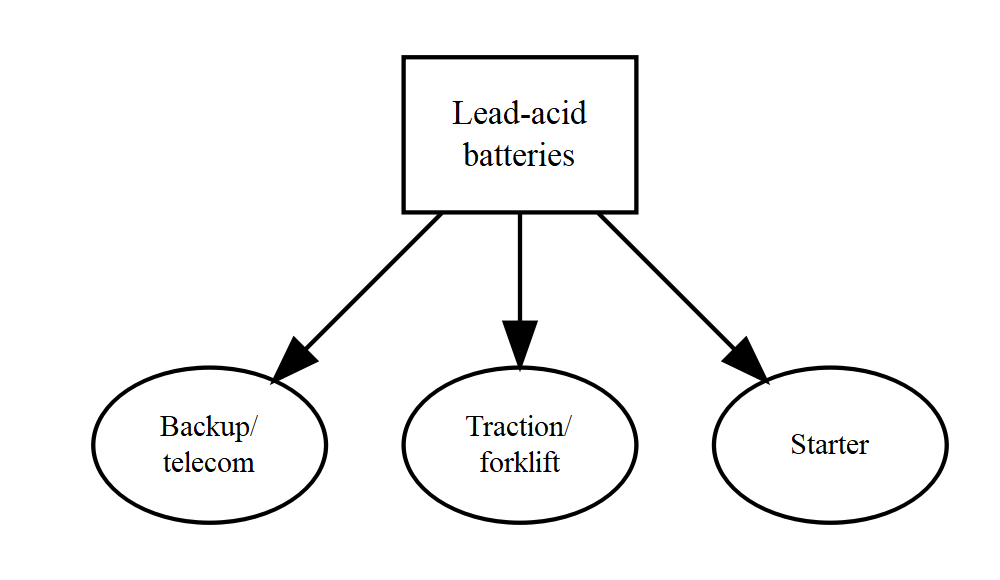 Lead-acid
batteries
Backup/
telecom
Traction/
forklift
Starter